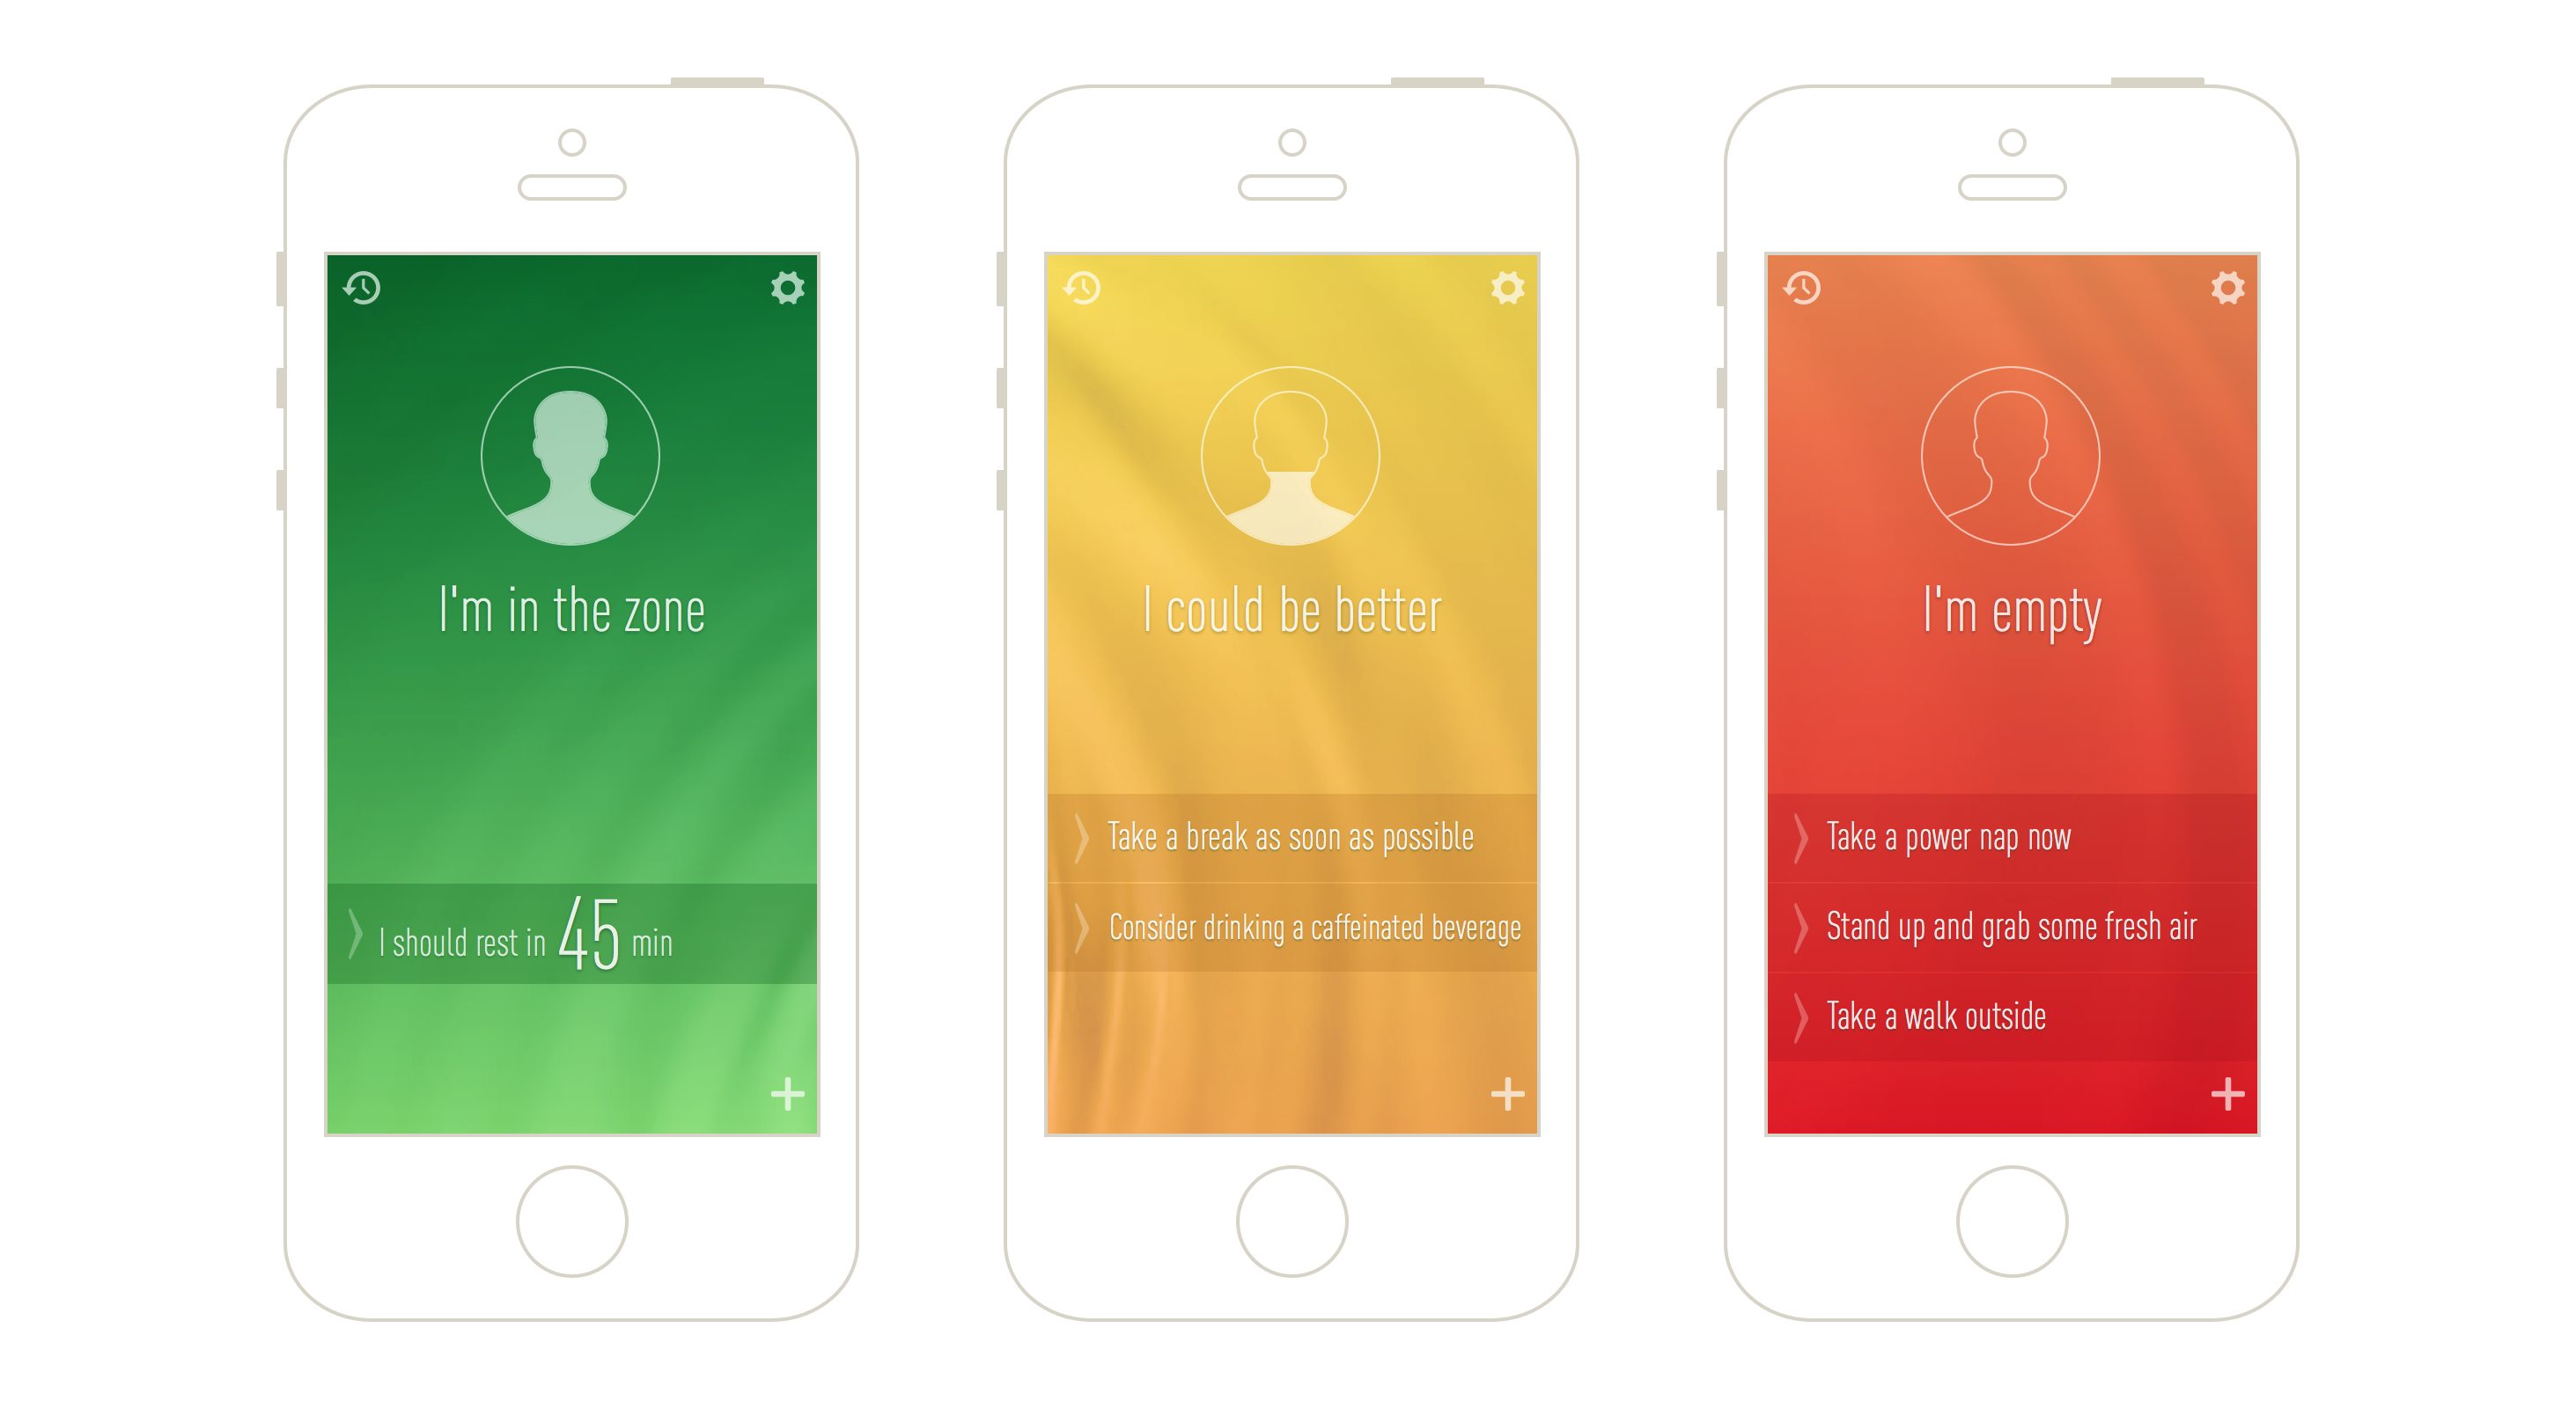 I'm in the zone
I should rest in 45 min
I could be better
Take a break as soon as possible
Consider drinking a caffeinated beverage
I'm empty
Take a power nap now
Stand up and grab some fresh air
Take a walk outside